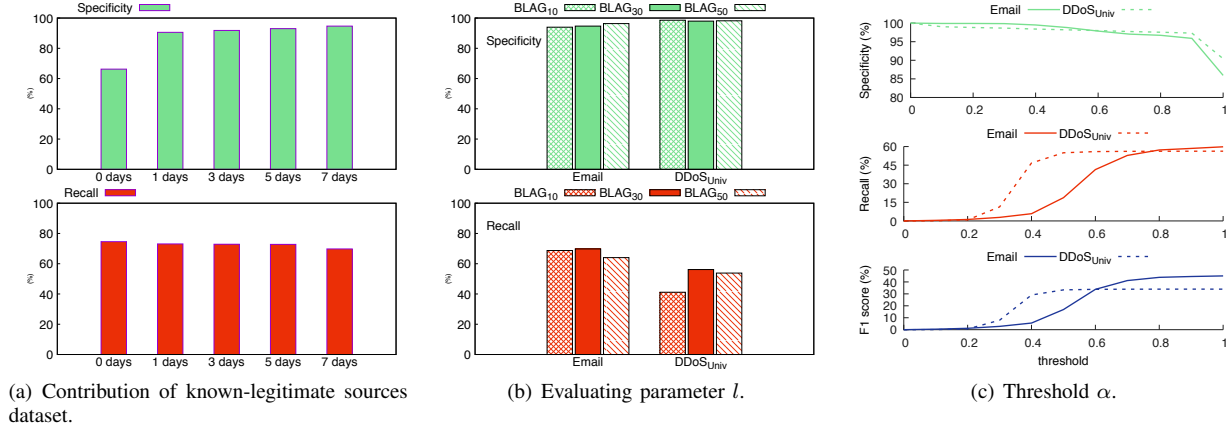 Specificity
100
80
60
40
20
0
(%)
0 days 1 days 3 days 5 days 7 days
Recall
100
80
60
40
20
0
(%)
0 days 1 days 3 days 5 days 7 days
(a) Contribution of known-legitimate sources
dataset.
BLAG10 BLAG30 BLAG50
Specificity
100
80
60
40
20
0
(%)
Email DDoSUniv
BLAG10 BLAG30 BLAG50
Recall
100
80
60
40
20
0
(%)
Email DDoSUniv
(b) Evaluating parameter l.
Email DDoSUniv
Specificity (%)
100
95
90
85
80
0 0.2 0.4 0.6 0.8 1
Email DDoSUniv
Recall (%)
60
45
30
15
0
0 0.2 0.4 0.6 0.8 1
Email DDoSUniv
F1 score (%)
50
40
30
20
10
0
0 0.2 0.4 0.6 0.8 1
threshold
(c) Threshold α.